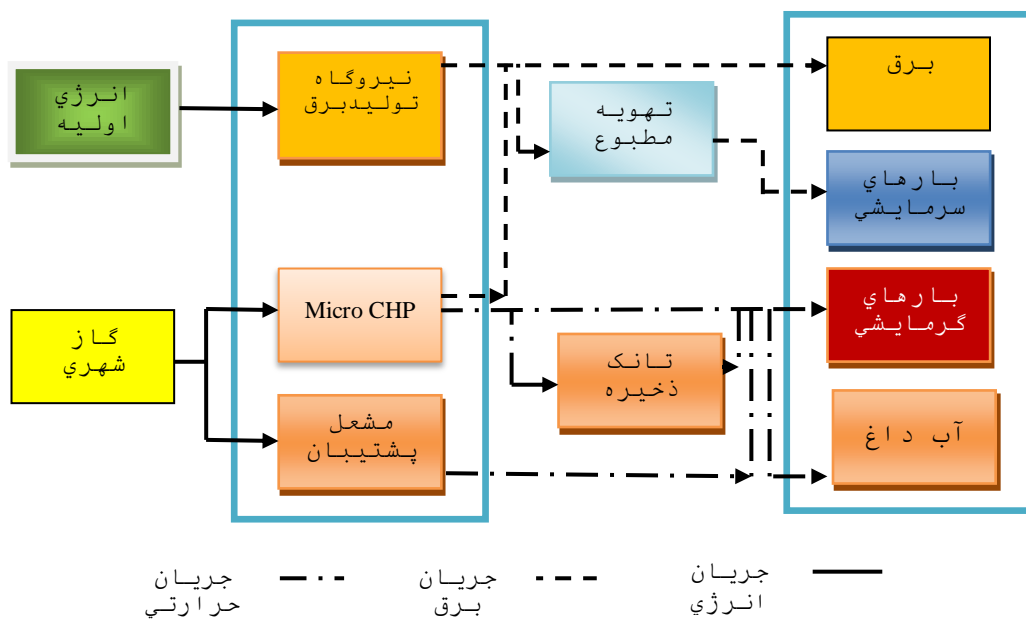 انرژي
اوليه
نيروگاه
توليدبرق
تهويه
مطبوع
برق
بارهاي
سرمايشي
گاز
شهري
Micro CHP
مشعل
پشتيبان
تانک
ذخيره
بارهاي
گرمايشي
آب داغ
جريان
انرژي
جريان
برق
جريان
حرارتي